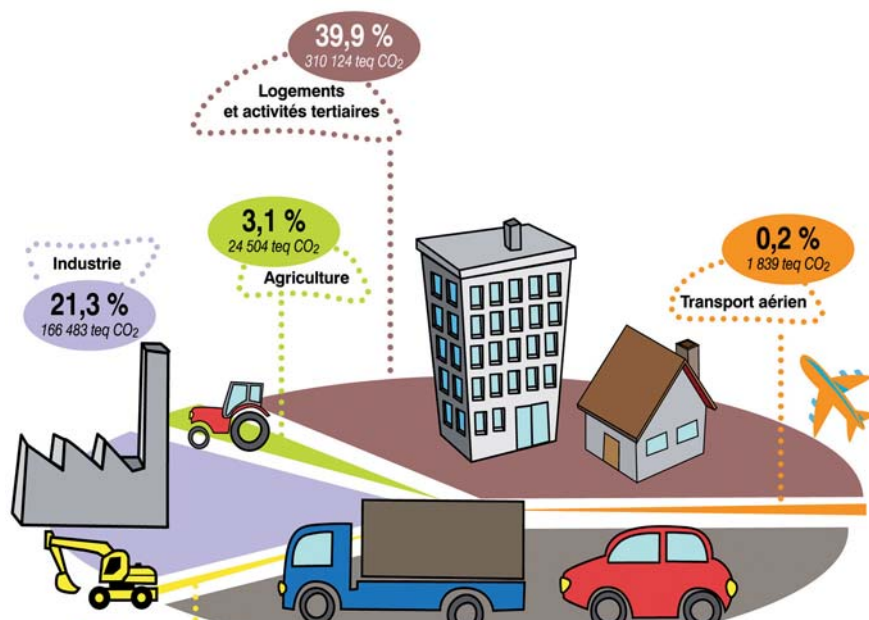 39,9 %
310 124 teq CO₂
Logements
et activités tertiaires
3,1 %
24 504 teq CO₂
Agriculture
0,2 %
1 839 teq CO₂
Transport aérien
Industrie
21,3 %
166 483 teq CO₂